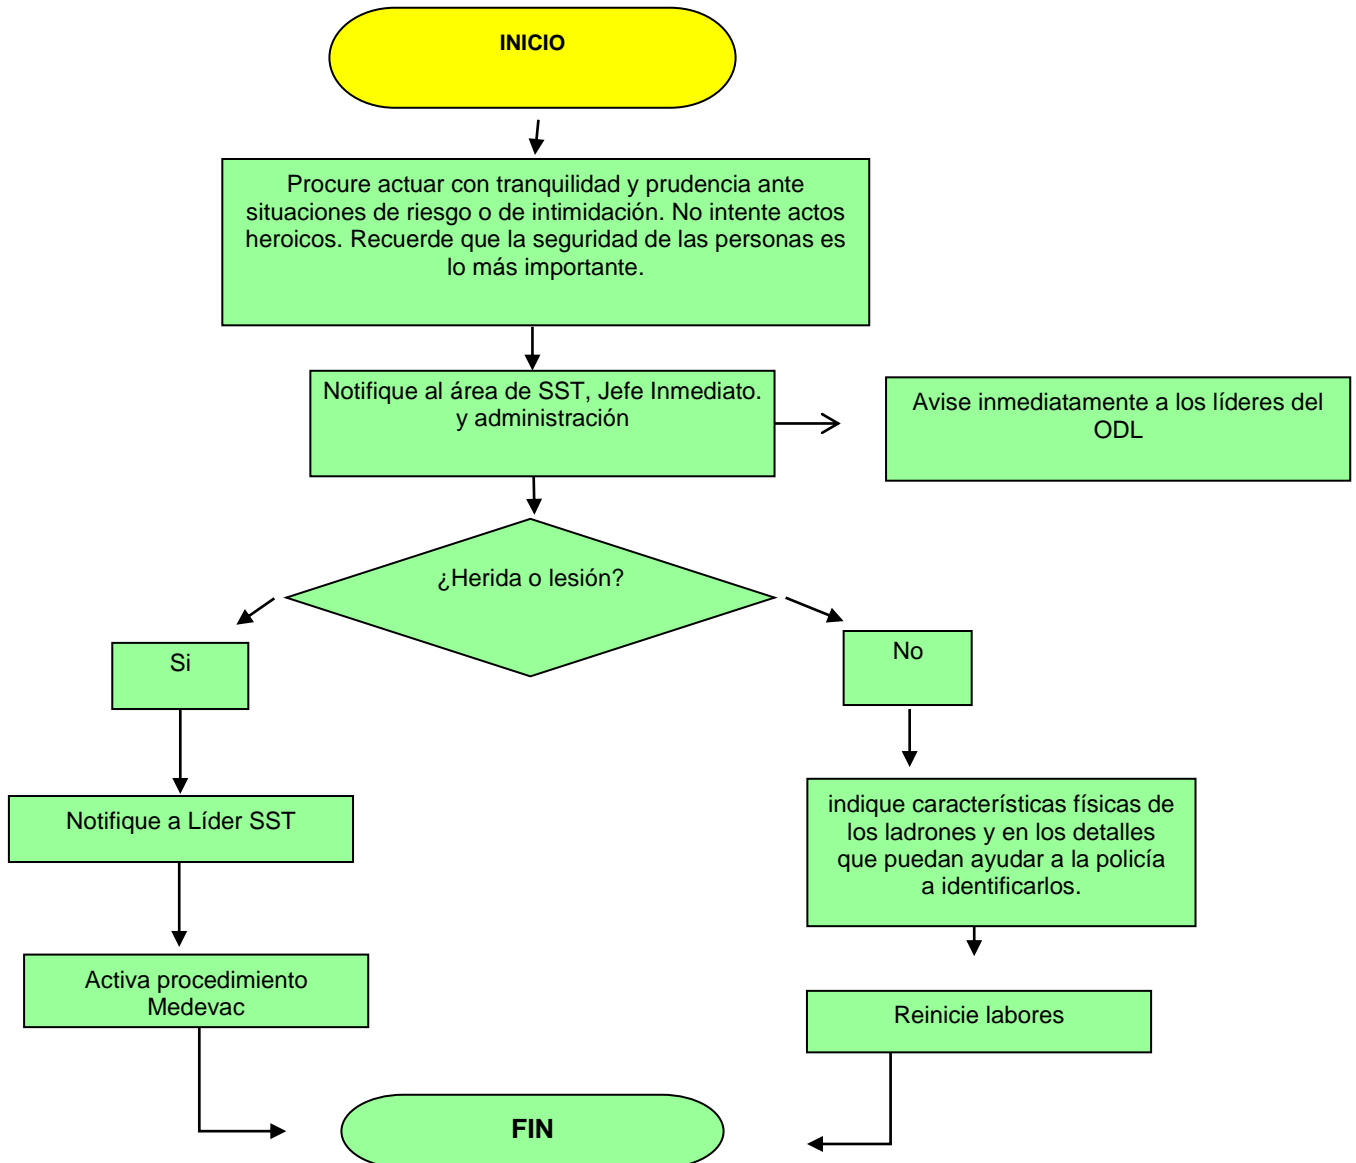 INICIO
Procure actuar con tranquilidad y prudencia ante
situaciones de riesgo o de intimidación. No intente actos
heroicos. Recuerde que la seguridad de las personas es
lo más importante.
Notifique al área de SST, Jefe Inmediato.
y administración
Avise inmediatamente a los líderes del
ODL
¿Herida o lesión?
Si
No
Notifique a Líder SST
indique características físicas de
los ladrones y en los detalles
que puedan ayudar a la policía
a identificarlos.
Activa procedimiento
Medevac
Reinicie labores
FIN